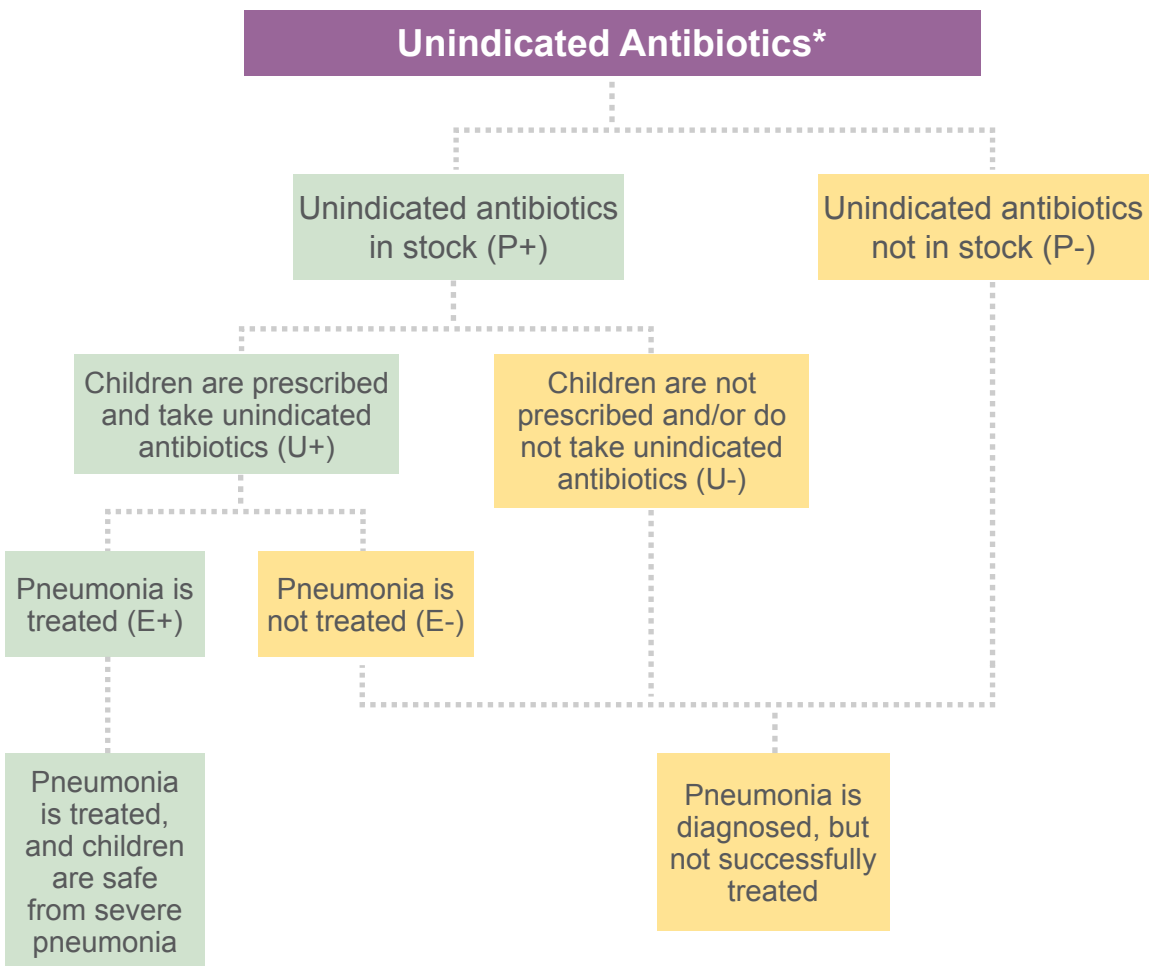 Unindicated Antibiotics*
Unindicated antibiotics
in stock (P+)
Unindicated antibiotics
not in stock (P-)
Children are prescribed
and take unindicated
antibiotics (U+)
Children are not
prescribed and/or do
not take unindicated
antibiotics (U-)
Pneumonia is
treated (E+)
Pneumonia is
not treated (E-)
Pneumonia
is treated,
and children
are safe
from severe
pneumonia
Pneumonia is
diagnosed, but
not successfully
treated